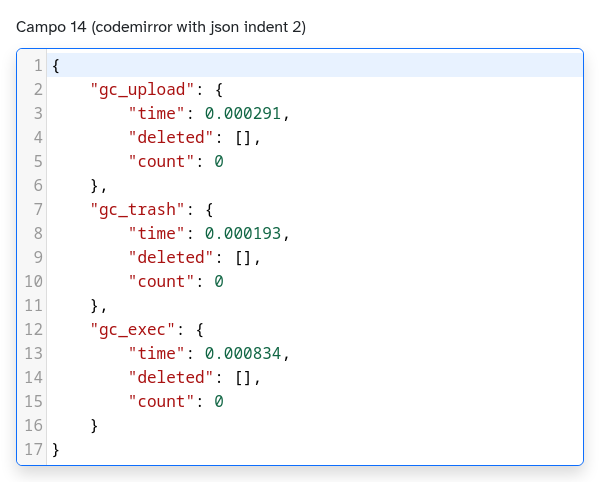 Campo 14 (codemirror with json indent 2)
1 {
2     "gc_upload": {
3         "time": 0.000291,
4         "deleted": [],
5         "count": 0
6     },
7     "gc_trash": {
8         "time": 0.000193,
9         "deleted": [],
10         "count": 0
11     },
12     "gc_exec": {
13         "time": 0.000834,
14         "deleted": [],
15         "count": 0
16     }
17 }